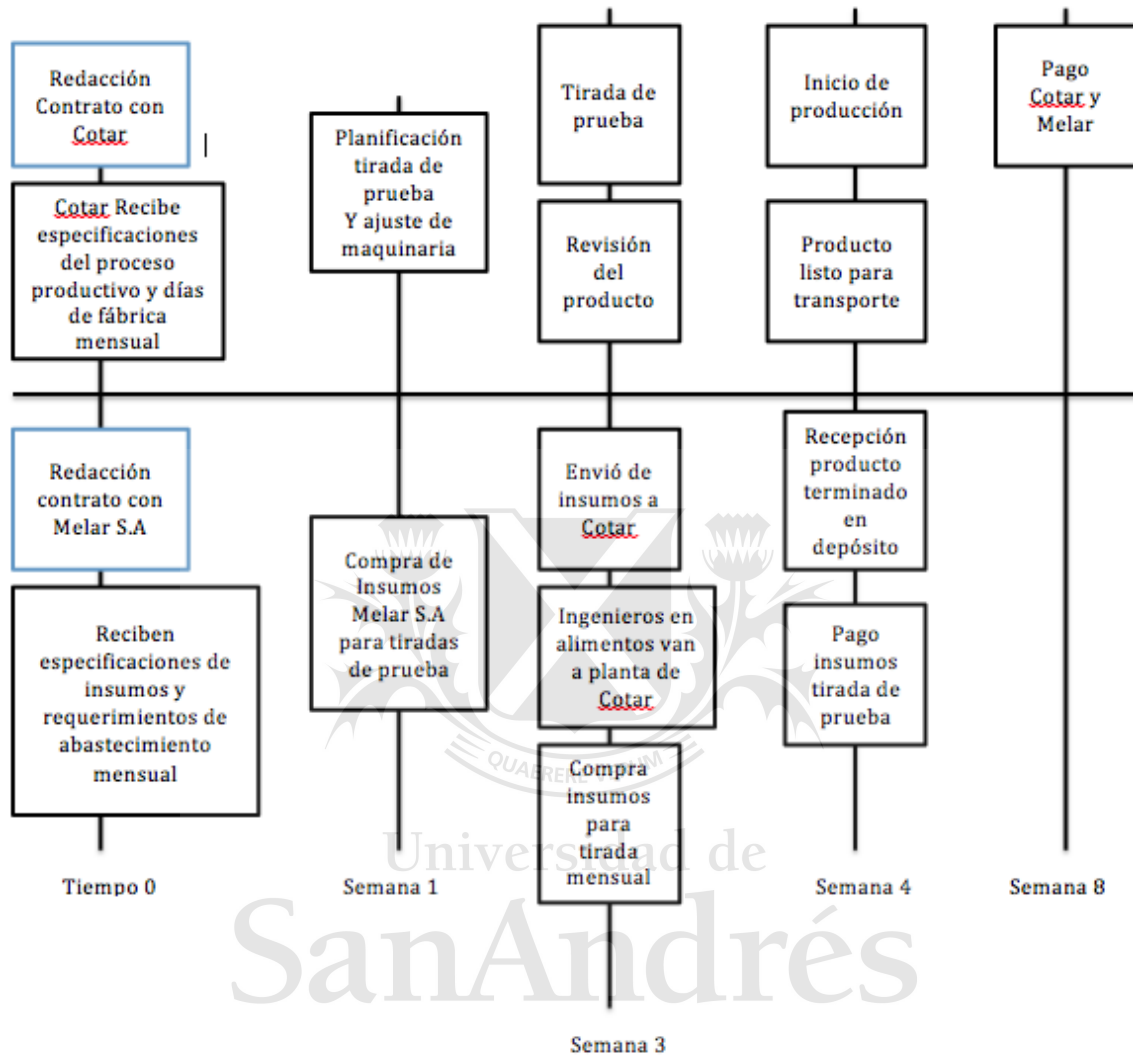 Redacción
Contrato con
Cotar
Cotar Recibe
especificaciones
del proceso
productivo y días
de fábrica
mensual
Planificación
tirada de
prueba
Y ajuste de
maquinaria
Tirada de
prueba
Revisión
del
producto
Inicio de
producción
Producto
listo para
transporte
Pago
Cotar y
Melar
Redacción
contrato con
Melar S.A
Reciben
especificaciones de
insumos y
requerimientos de
abastecimiento
mensual
Compra de
Insumos
Melar S.A
para tiradas
de prueba
Envió de
insumos a
Cotar
Ingenieros en
alimentos van
a planta de
Cotar
Compra
insumos
para
tirada
mensual
Recepción
producto
terminado
en
depósito
Pago
insumos
tirada de
prueba
Tiempo 0
Semana 1
Semana 3
Semana 4
Semana 8
QUAERERE VERUM
Universidad de
SanAndrés